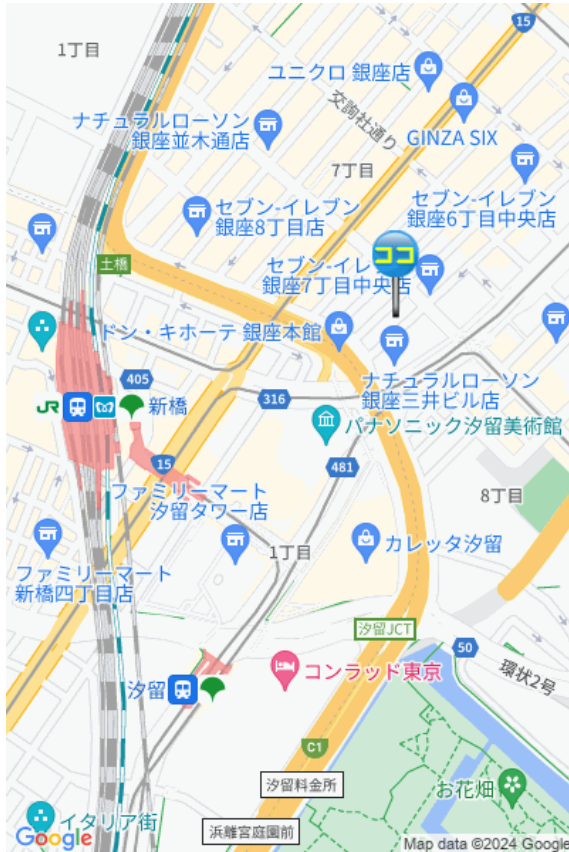 15
1丁目
ユニクロ 銀座店
交詢社通り
ナチュラルローソン
銀座並木通店
GINZA SIX
7丁目
セブン-イレブン
銀座6丁目中央店
セブン-イレブン
銀座8丁目店
ココ
土橋
セブン-イレブン
銀座7丁目中央店
ドン・キホーテ 銀座本館
405
JR
新橋
316
ナチュラルローソン
銀座三井ビル店
パナソニック汐留美術館
15
481
ファミリーマート
汐留タワー店
8丁目
1丁目
カレッタ汐留
ファミリーマート
新橋四丁目店
汐留JCT
50
環状2号
コンラッド東京
汐留
C1
汐留料金所
お花畑
イタリア街
浜離宮庭園前
Google
Map data ©2024 Google